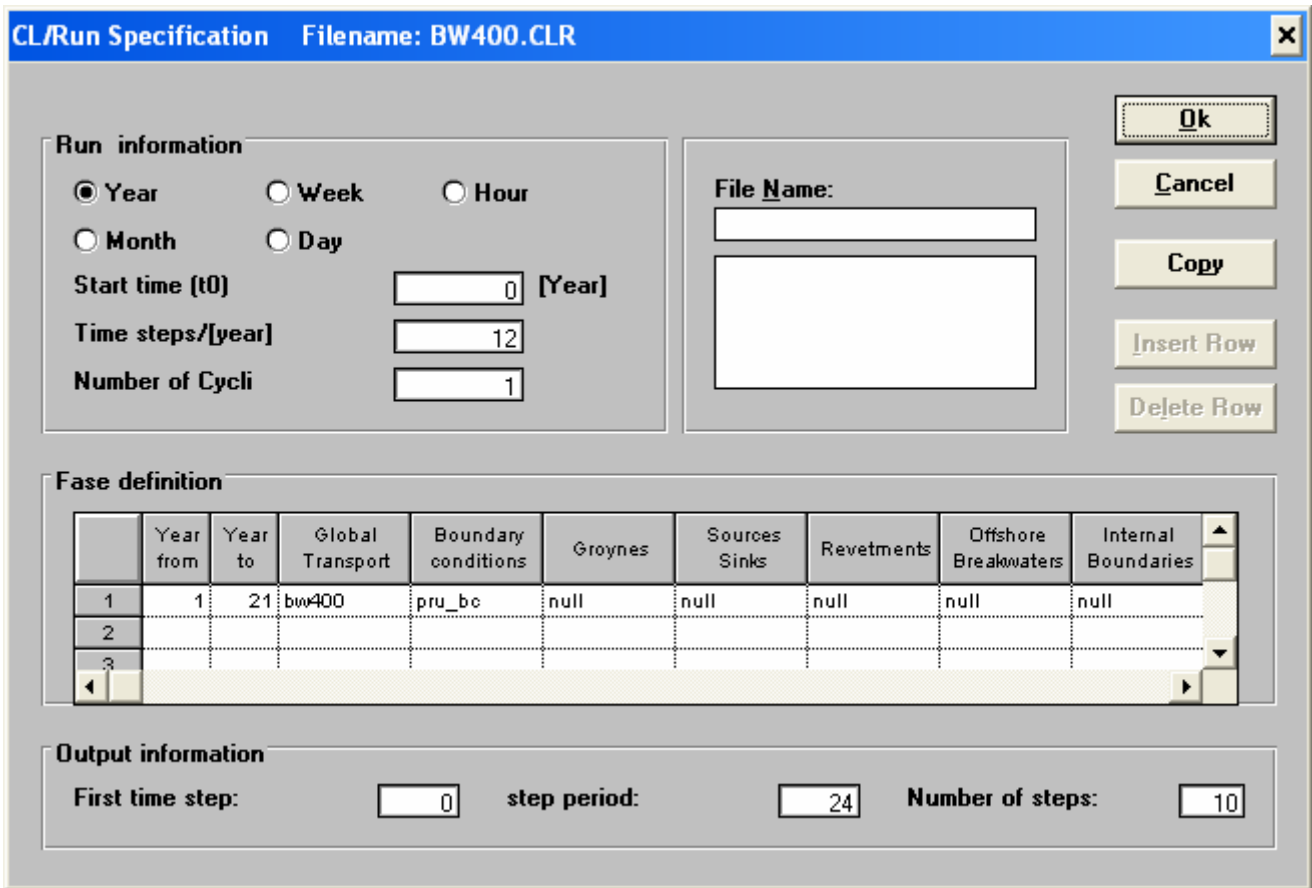 CL/Run Specification Filename: BW400.CLR
Ok
Run information
Year Week Hour
File Name:
Cancel
Month Day
Start time (t0) 0 [Year]
Copy
Time steps/[year] 12
Insert Row
Number of Cycli 1
Delete Row
Fase definition
Year from Year to Global Transport Boundary conditions Groynes Sources Sinks Revetments Offshore Breakwaters Internal Boundaries
1 1 21 bw400 pru_bc null null null null null
2
3
Output information
First time step: 0 step period: 24 Number of steps: 10